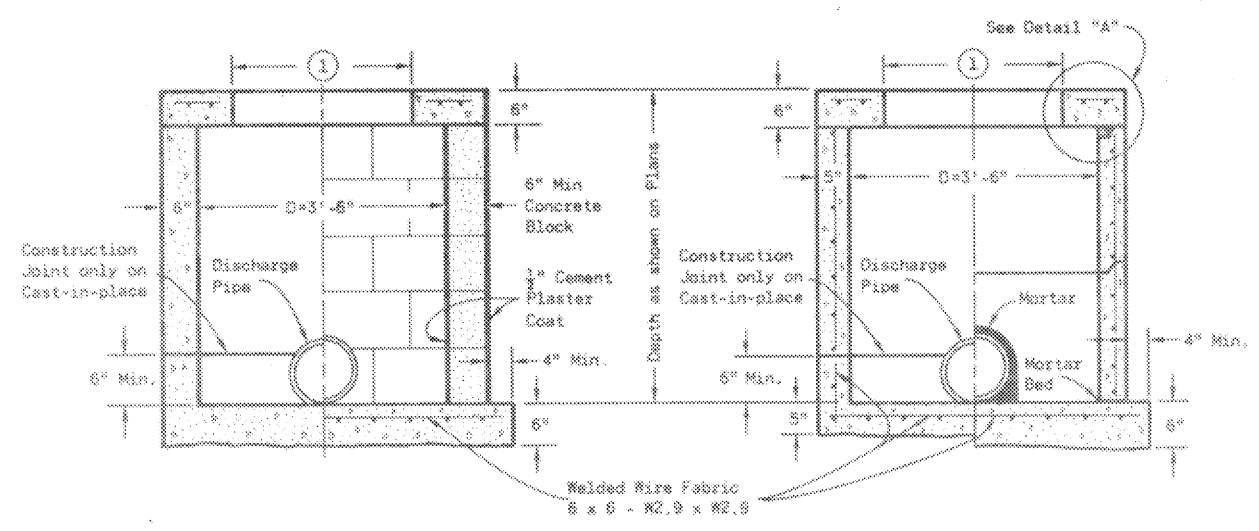 See Detail "A"
1
1
6"
6"
6"
D=3'-6"
6" Min
Concrete
Block
Depth as shown on Plans
5"
D=3'-6"
Construction
Joint only on
Cast-in-place
Discharge
Pipe
1" Cement
Plaster
Coat
Construction
Joint only on
Cast-in-place
Discharge
Pipe
Mortar
6" Min.
4" Min.
6"
6" Min.
5"
Mortar
Bed
4" Min.
6"
Welded Wire Fabric
6 x 6 - W2.9 x W2.9